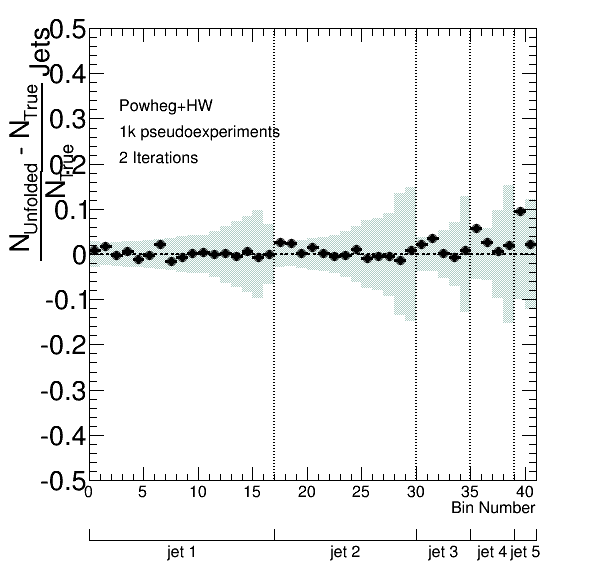 N_Unfolded - N_True Jets
N_True
0.5
0.4
0.3
0.2
0.1
0
-0.1
-0.2
-0.3
-0.4
-0.5
Powheg+HW
1k pseudoexperiments
2 Iterations
0 5 10 15 20 25 30 35 40
Bin Number
jet 1 jet 2 jet 3 jet 4 jet 5